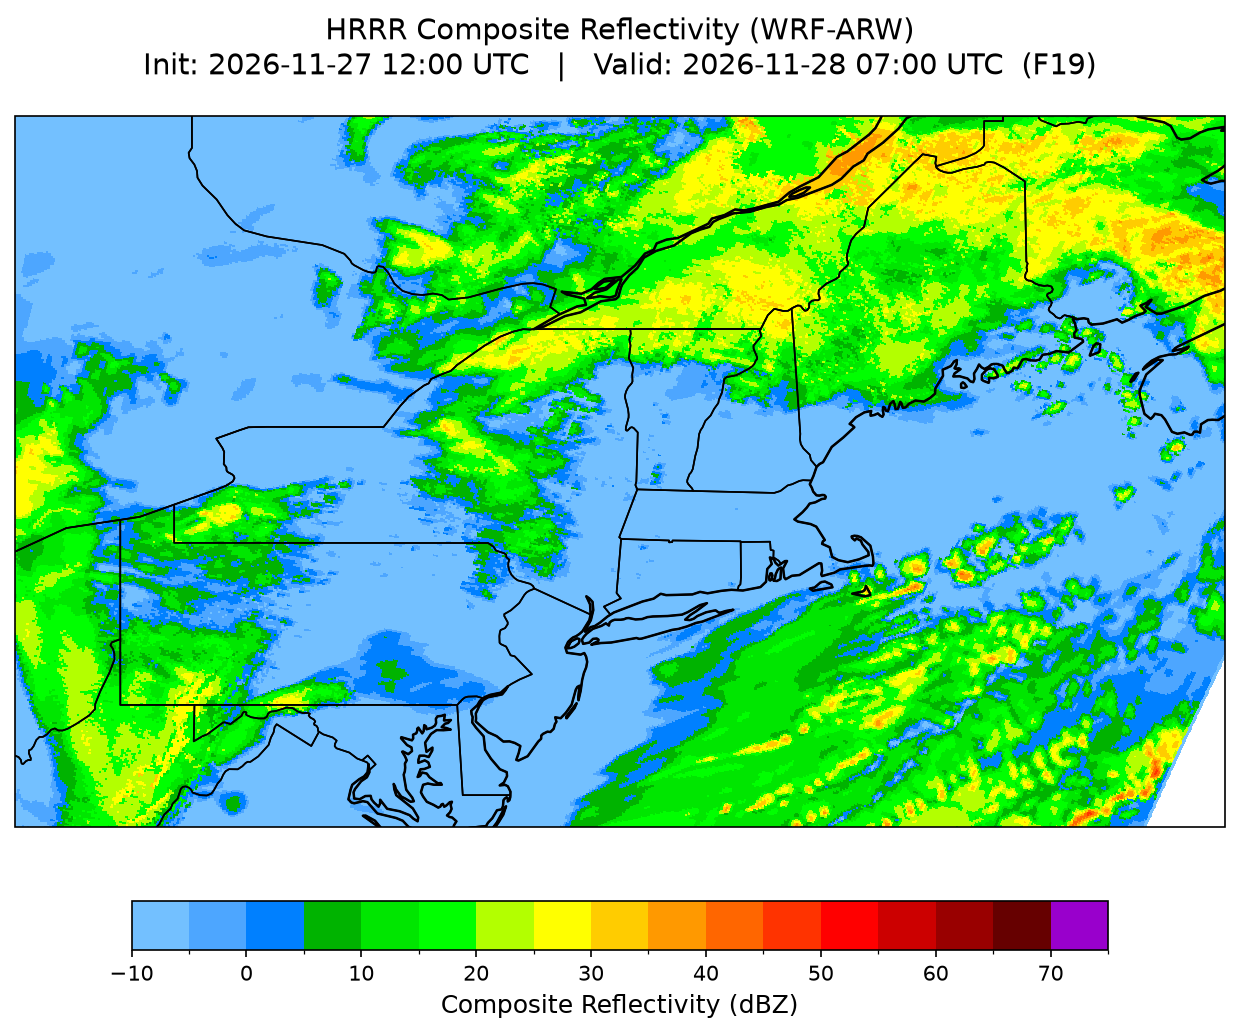 HRRR Composite Reflectivity (WRF-ARW)
Init: 2026-11-27 12:00 UTC | Valid: 2026-11-28 07:00 UTC (F19)
−10 0 10 20 30 40 50 60 70
Composite Reflectivity (dBZ)